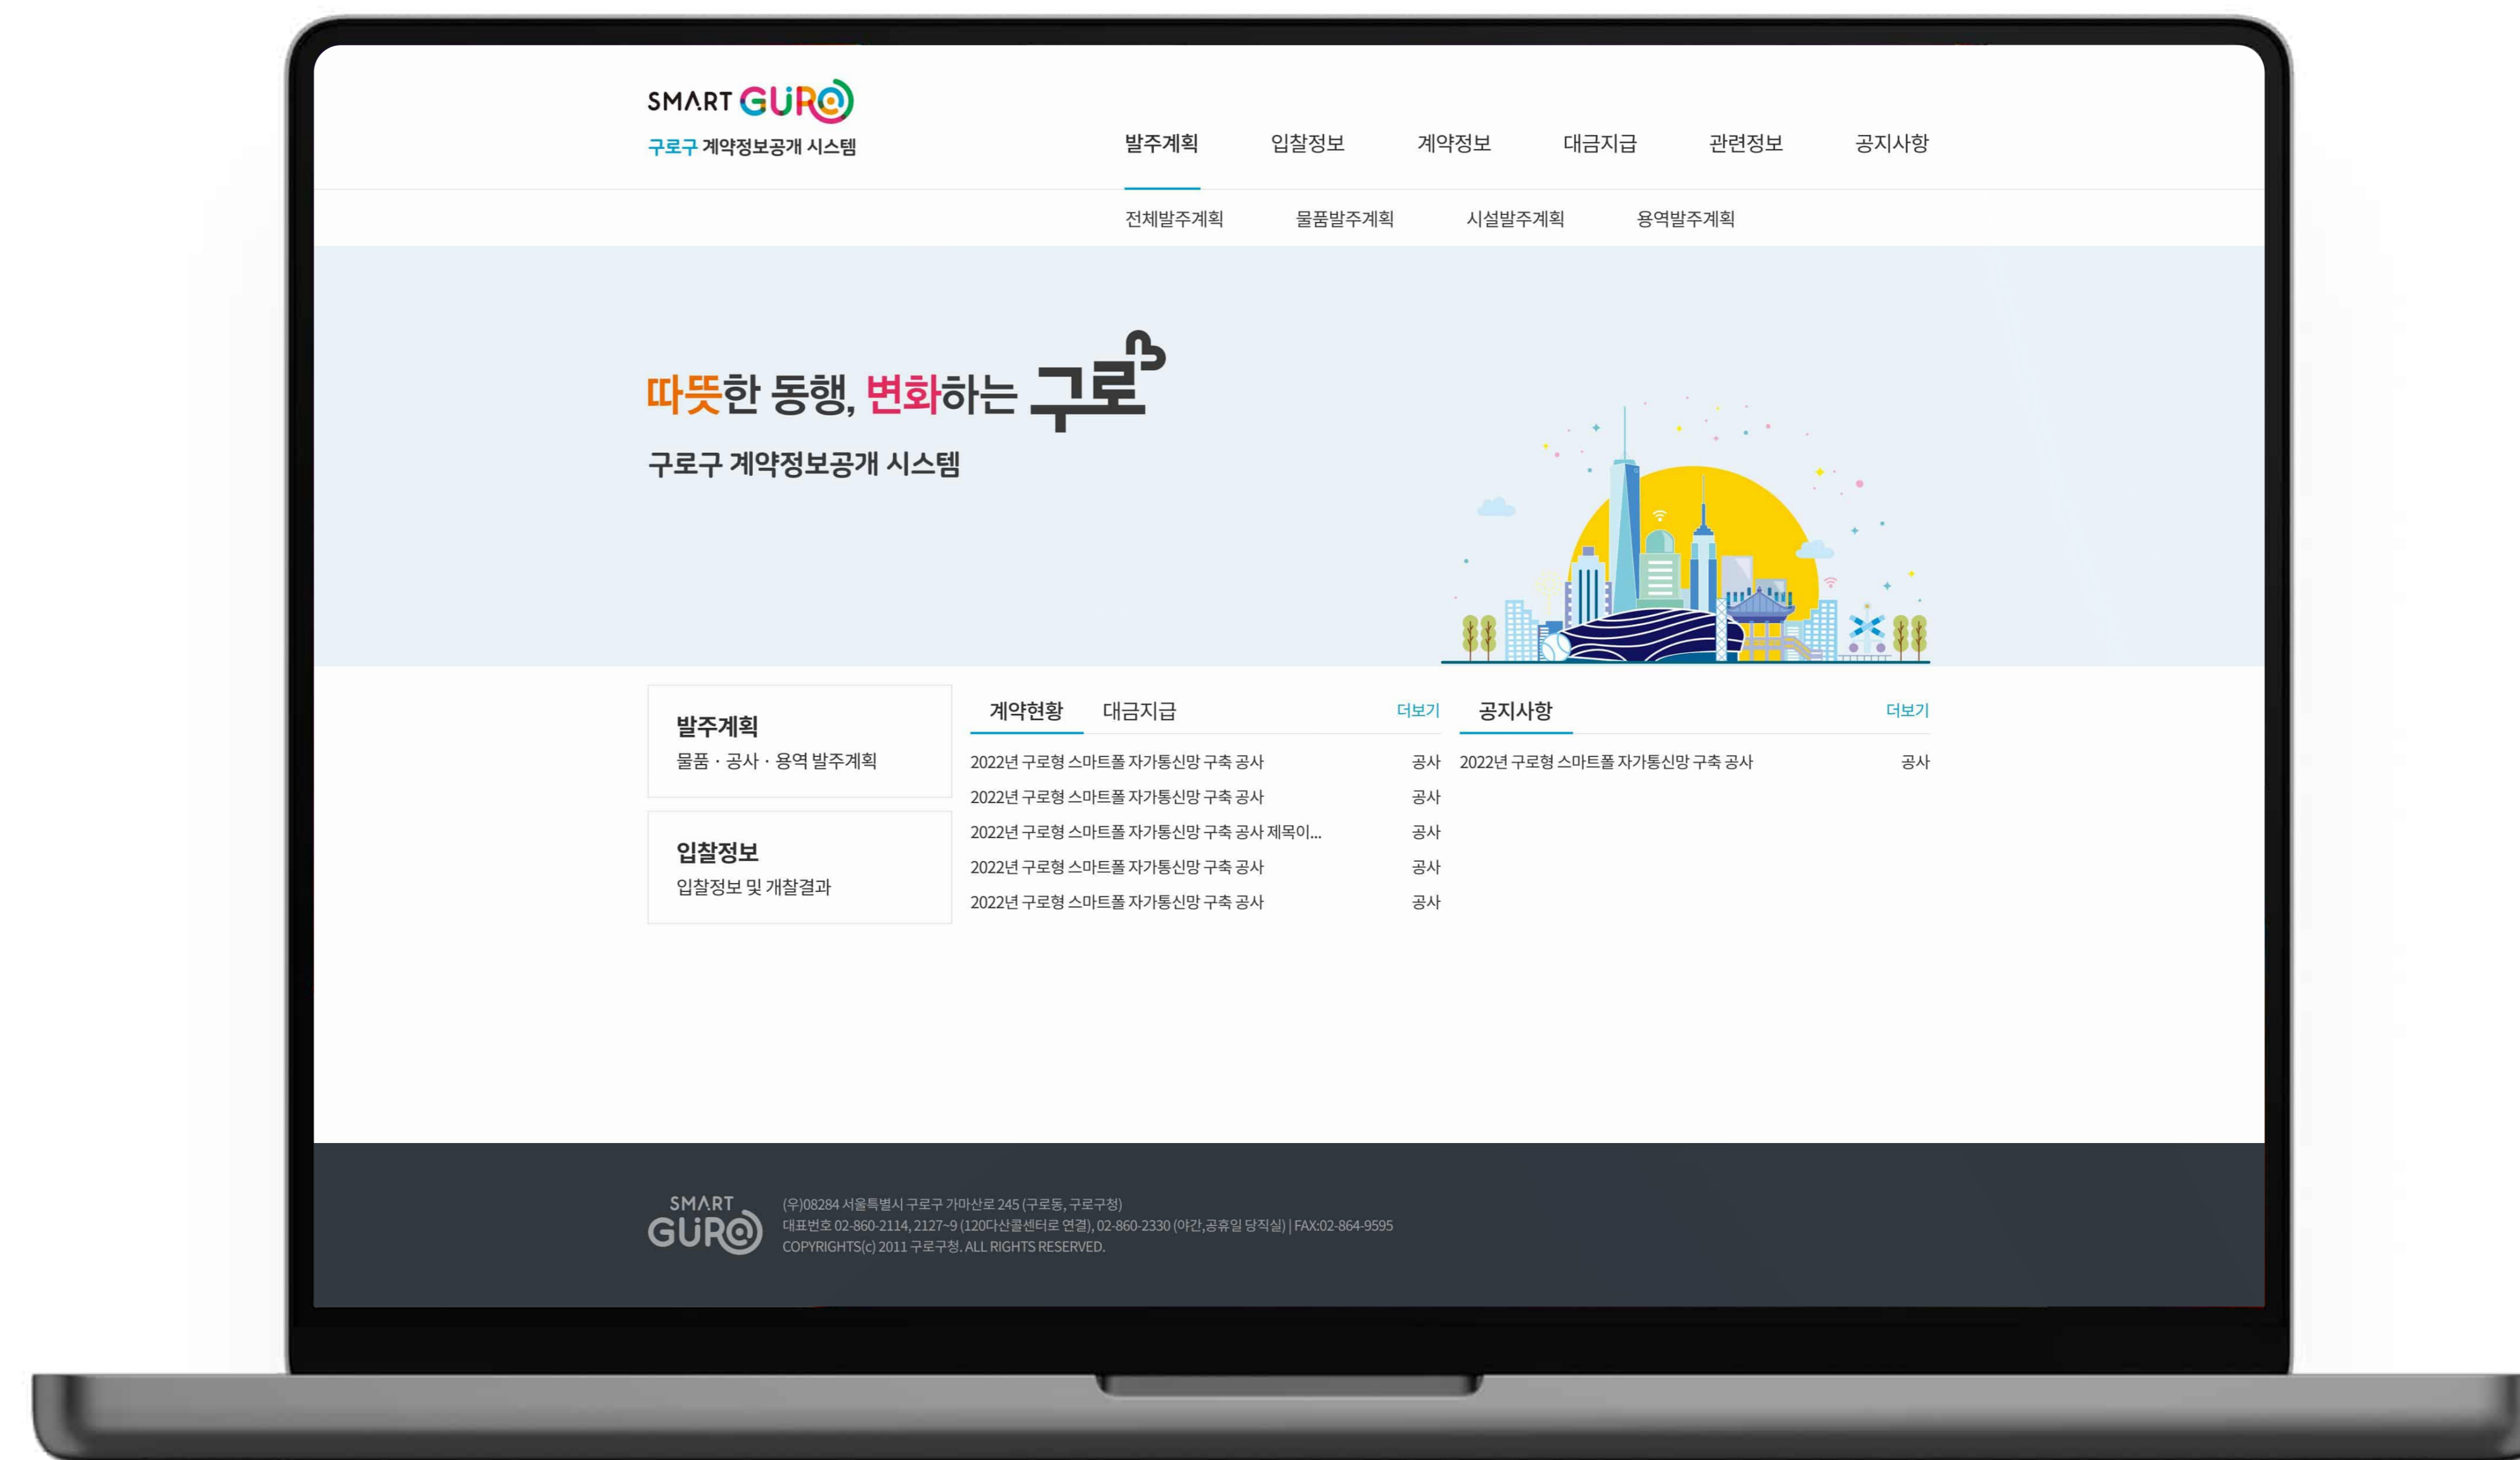 SMART GURO
구로구 계약정보공개 시스템
발주계획 입찰정보 계약정보 대금지급 관련정보 공지사항
전체발주계획 물품발주계획 시설발주계획 용역발주계획
따뜻한 동행, 변화하는 구로
구로구 계약정보공개 시스템
발주계획
물품 · 공사 · 용역 발주계획
입찰정보
입찰정보 및 개찰결과
계약현황 대금지급 더보기
2022년 구로형 스마트폴 자가통신망 구축 공사 공사
2022년 구로형 스마트폴 자가통신망 구축 공사 공사
2022년 구로형 스마트폴 자가통신망 구축 공사 제목이... 공사
2022년 구로형 스마트폴 자가통신망 구축 공사 공사
2022년 구로형 스마트폴 자가통신망 구축 공사 공사
공지사항 더보기
2022년 구로형 스마트폴 자가통신망 구축 공사 공사
SMART
GURO
(우)08284 서울특별시 구로구 가마산로 245 (구로동, 구로구청)
대표번호 02-860-2114, 2127~9 (120다산콜센터로 연결), 02-860-2330 (야간,공휴일 당직실) | FAX:02-864-9595
COPYRIGHTS(c) 2011 구로구청. ALL RIGHTS RESERVED.